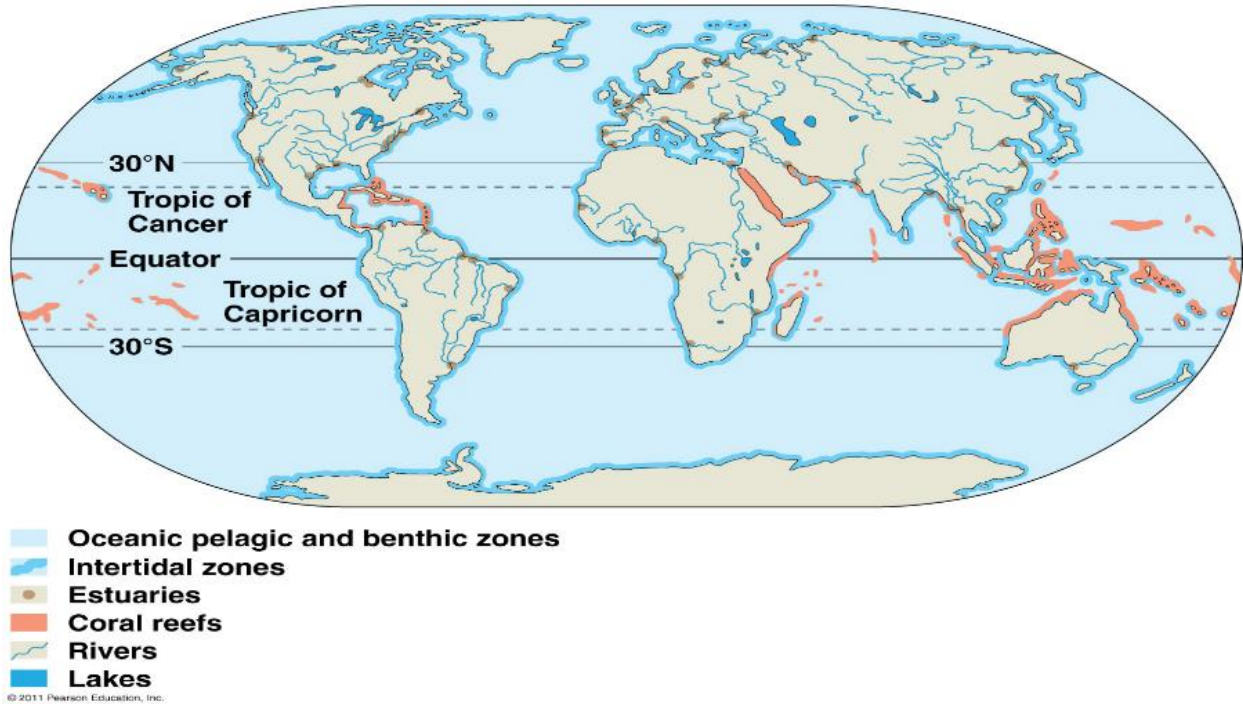 30°N
Tropic of
Cancer
Equator
Tropic of
Capricorn
30°S
Oceanic pelagic and benthic zones
Intertidal zones
Estuaries
Coral reefs
Rivers
Lakes
© 2011 Pearson Education, Inc.